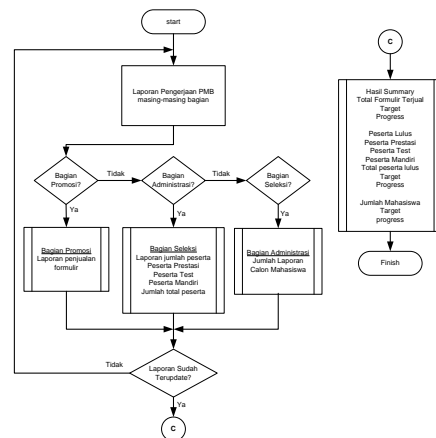 start
Laporan Pengerjaan PMB
masing-masing bagian
Bagian
Promosi?
Tidak
Bagian
Administrasi?
Tidak
Bagian
Seleksi?
Ya
Ya
Ya
Bagian Promosi
Laporan penjualan
formulir
Bagian Seleksi
Laporan jumlah peserta
Peserta Prestasi
Peserta Test
Peserta Mandiri
Jumlah total peserta
Bagian Administrasi
Jumlah Laporan
Calon Mahasiswa
Tidak
Laporan Sudah
Terupdate?
Ya
C
C
Hasil Summary
Total Formulir Terjual
Target
Progress
Peserta Lulus
Peserta Prestasi
Peserta Test
Peserta Mandiri
Total peserta lulus
Target
Progress
Jumlah Mahasiswa
Target
progress
Finish